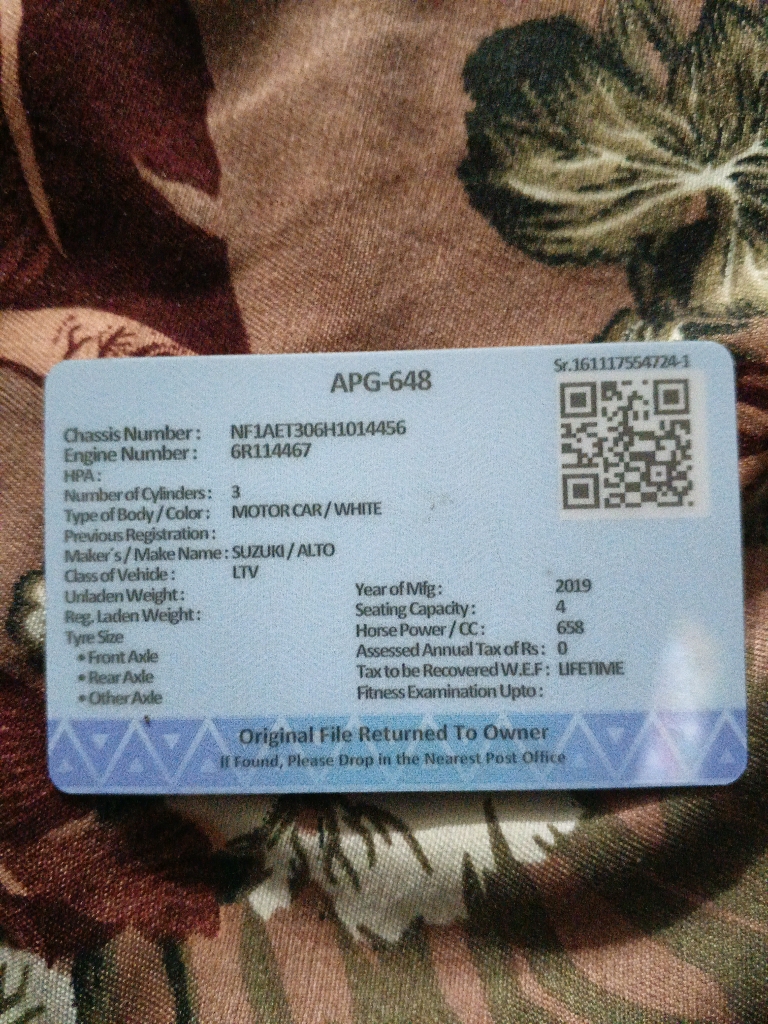 Sr.161117554724-1
APG-648
Chassis Number : NF1AET306H1014456
Engine Number : 6R114467
HPA :
Number of Cylinders : 3
Type of Body / Color : MOTOR CAR / WHITE
Previous Registration :
Maker's / Make Name : SUZUKI / ALTO
Class of Vehicle : LTV
Unladen Weight :
Reg. Laden Weight :
Tyre Size
• Front Axle
• Rear Axle
• Other Axle
Year of Mfg : 2019
Seating Capacity : 4
Horse Power / CC : 658
Assessed Annual Tax of Rs : 0
Tax to be Recovered W.E.F : LIFETIME
Fitness Examination Upto :
Original File Returned To Owner
If Found, Please Drop in the Nearest Post Office